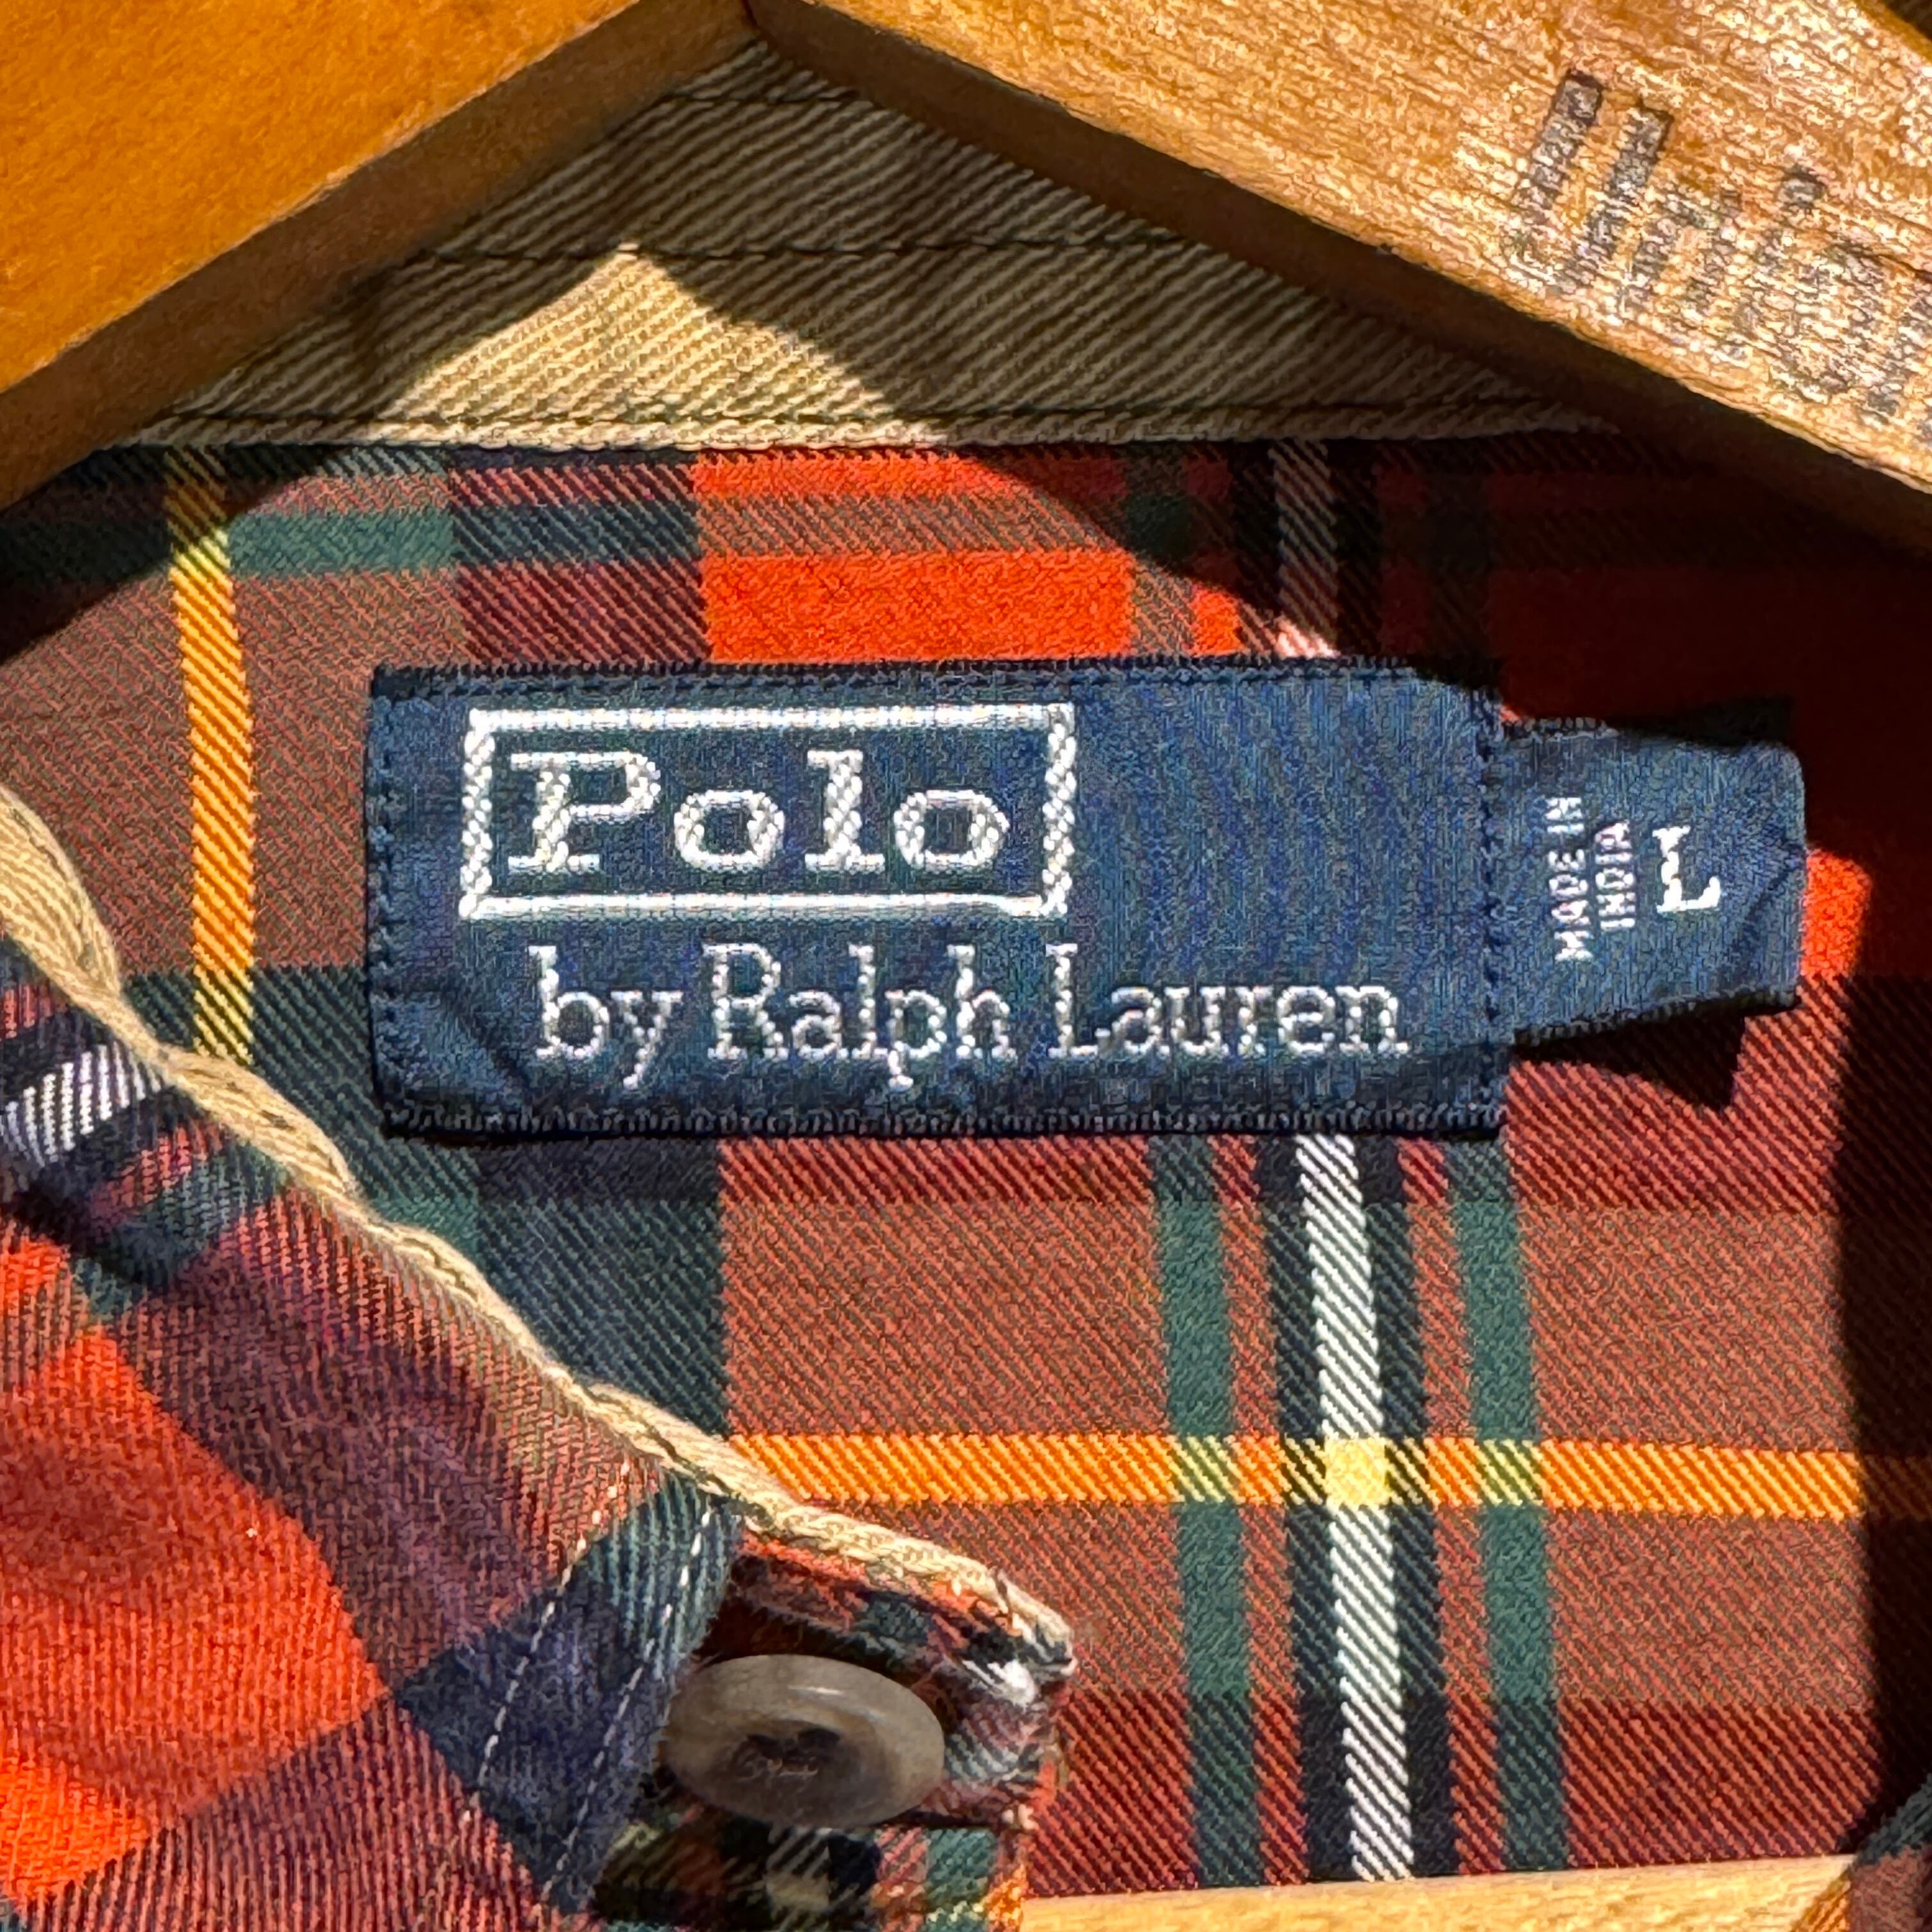 Polo
by Ralph Lauren
MADE IN
INDIA
L